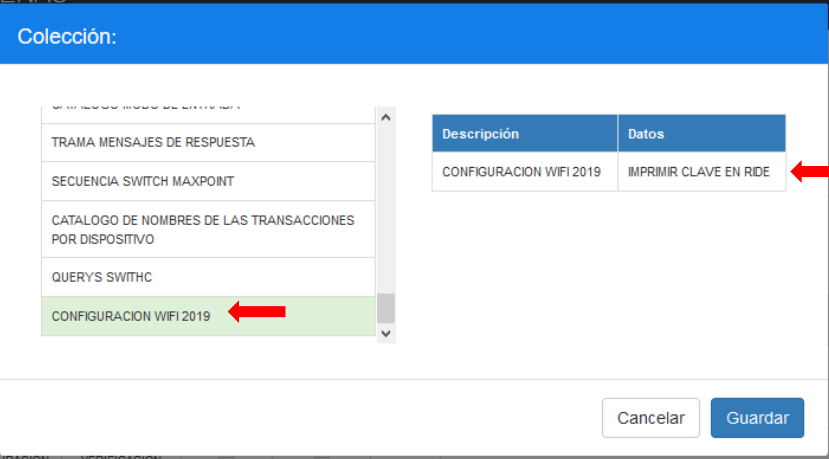 Colección:
TRAMA MENSAJES DE RESPUESTA
SECUENCIA SWITCH MAXPOINT
CATALOGO DE NOMBRES DE LAS TRANSACCIONES
POR DISPOSITIVO
QUERYS SWITHC
CONFIGURACION WIFI 2019
Descripción Datos
CONFIGURACION WIFI 2019 IMPRIMIR CLAVE EN RIDE
Cancelar Guardar